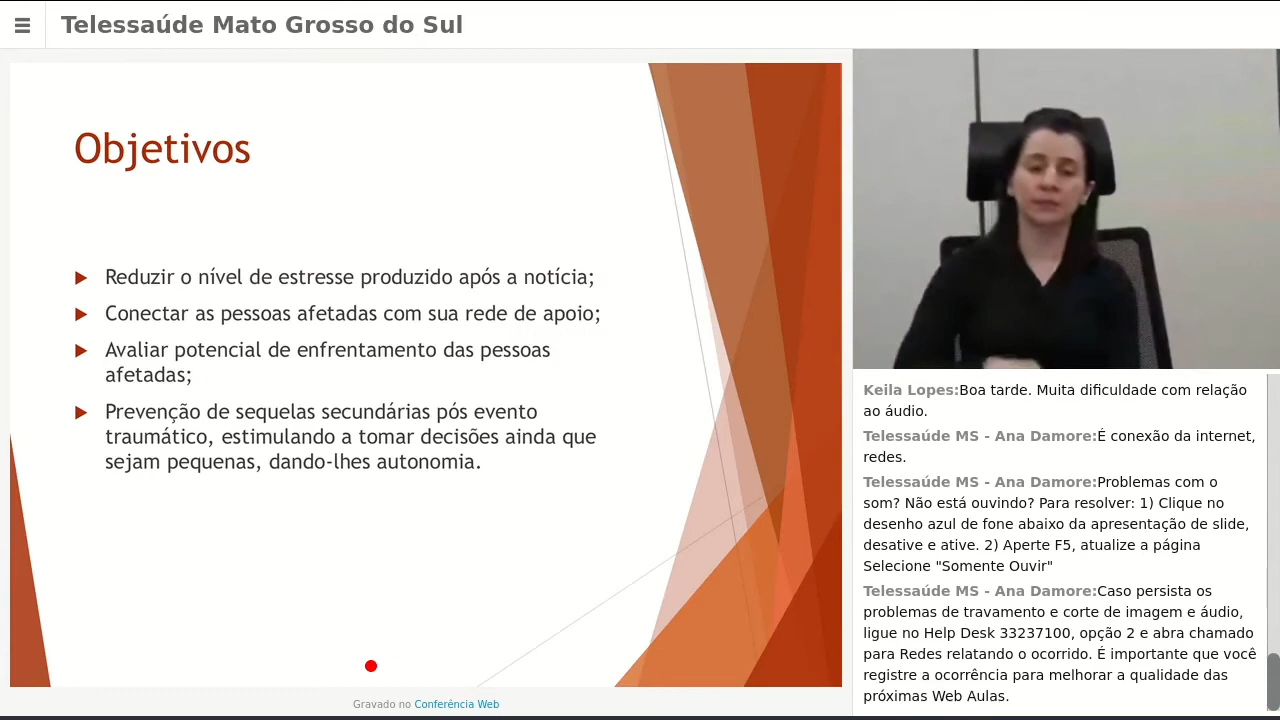 Telessaúde Mato Grosso do Sul
Objetivos
Reduzir o nível de estresse produzido após a notícia;
Conectar as pessoas afetadas com sua rede de apoio;
Avaliar potencial de enfrentamento das pessoas
afetadas;
Prevenção de sequelas secundárias pós evento
traumático, estimulando a tomar decisões ainda que
sejam pequenas, dando-lhes autonomia.
Gravado no Conferência Web
Keila Lopes:Boa tarde. Muita dificuldade com relação
ao áudio.
Telessaúde MS - Ana Damore:É conexão da internet,
redes.
Telessaúde MS - Ana Damore:Problemas com o
som? Não está ouvindo? Para resolver: 1) Clique no
desenho azul de fone abaixo da apresentação de slide,
desative e ative. 2) Aperte F5, atualize a página
Selecione "Somente Ouvir"
Telessaúde MS - Ana Damore:Caso persista os
problemas de travamento e corte de imagem e áudio,
ligue no Help Desk 33237100, opção 2 e abra chamado
para Redes relatando o ocorrido. É importante que você
registre a ocorrência para melhorar a qualidade das
próximas Web Aulas.